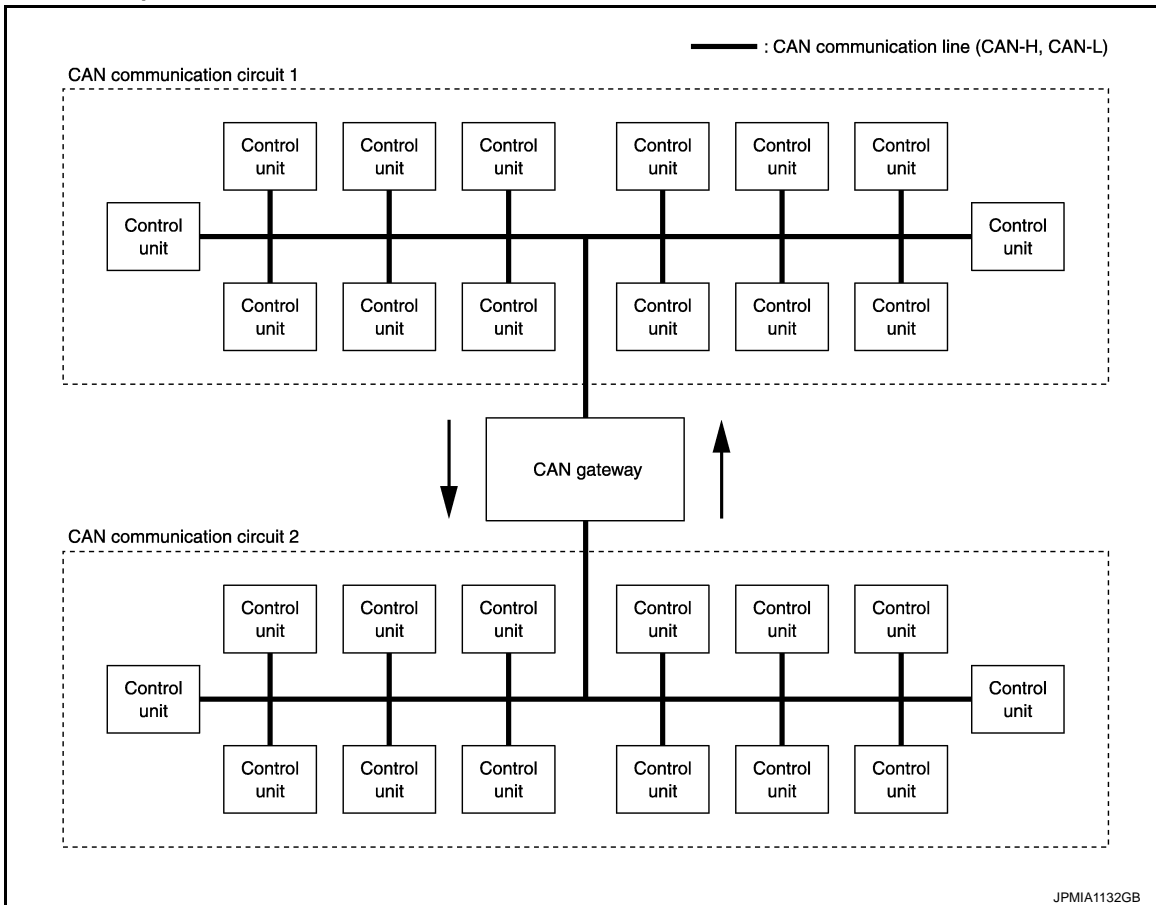 : CAN communication line (CAN-H, CAN-L)
CAN communication circuit 1
Control
unit
Control
unit
Control
unit
Control
unit
Control
unit
Control
unit
Control
unit
Control
unit
Control
unit
Control
unit
Control
unit
Control
unit
Control
unit
Control
unit
CAN gateway
CAN communication circuit 2
Control
unit
Control
unit
Control
unit
Control
unit
Control
unit
Control
unit
Control
unit
Control
unit
Control
unit
Control
unit
Control
unit
Control
unit
Control
unit
Control
unit
JPMIA1132GB